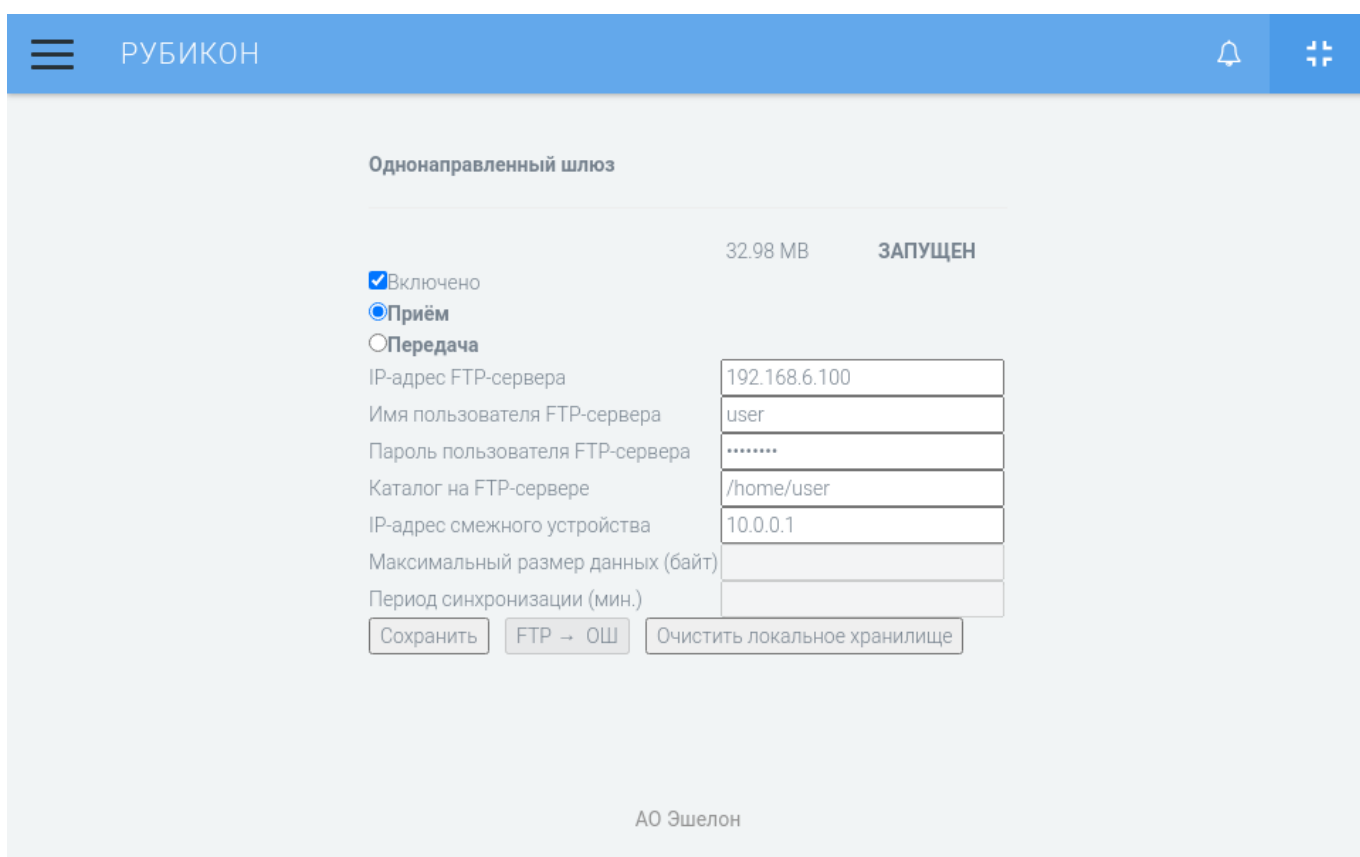 РУБИКОН
Однонаправленный шлюз
32.98 MB ЗАПУЩЕН
Включено
Приём
Передача
IP-адрес FTP-сервера 192.168.6.100
Имя пользователя FTP-сервера user
Пароль пользователя FTP-сервера ••••••••
Каталог на FTP-сервере /home/user
IP-адрес смежного устройства 10.0.0.1
Максимальный размер данных (байт)
Период синхронизации (мин.)
Сохранить FTP → ОШ Очистить локальное хранилище
АО Эшелон